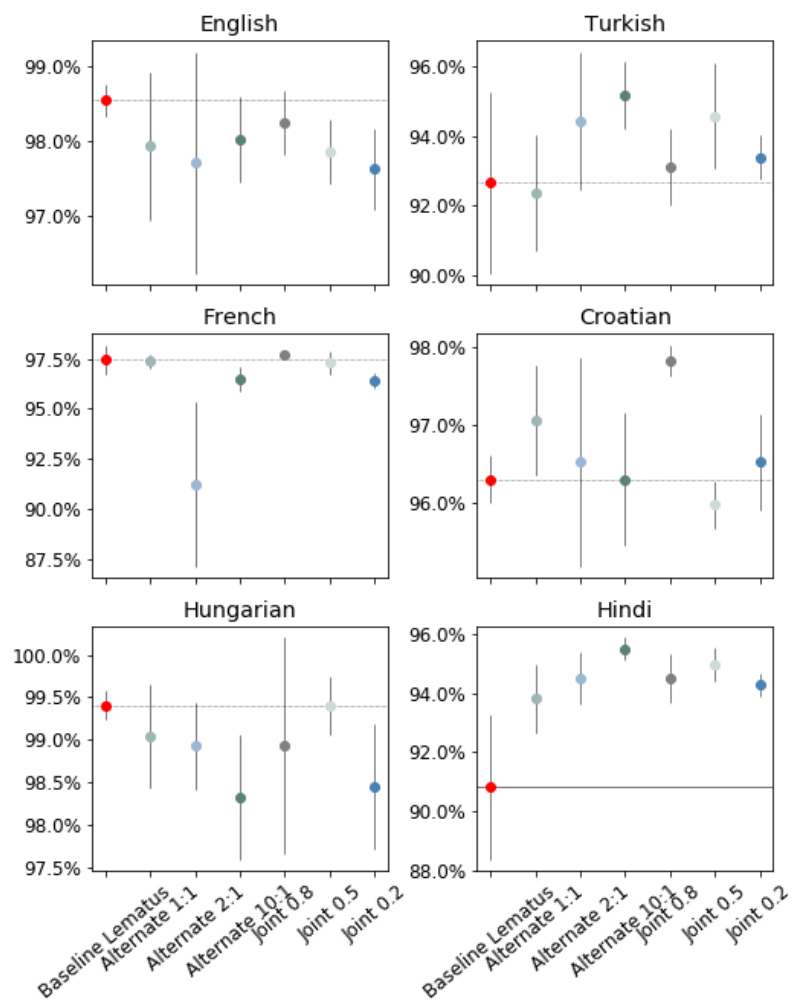 English
99.0%
98.0%
97.0%
Turkish
96.0%
94.0%
92.0%
90.0%
French
97.5%
95.0%
92.5%
90.0%
87.5%
Croatian
98.0%
97.0%
96.0%
Hungarian
100.0%
99.5%
99.0%
98.5%
98.0%
97.5%
Baseline Lematus
Alternate 1:1
Alternate 2:1
Alternate 10:1
Joint 0.8
Joint 0.5
Joint 0.2
Hindi
96.0%
94.0%
92.0%
90.0%
88.0%
Baseline Lematus
Alternate 1:1
Alternate 2:1
Alternate 10:1
Joint 0.8
Joint 0.5
Joint 0.2